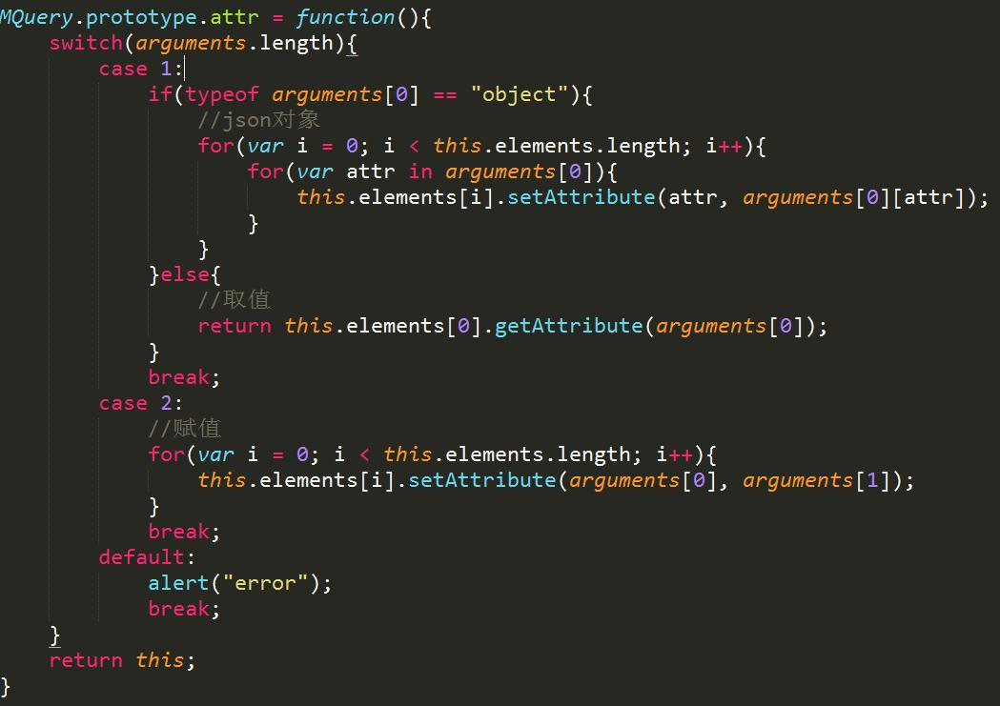 MQuery.prototype.attr = function(){
    switch(arguments.length){
        case 1:
            if(typeof arguments[0] == "object"){
                //json对象
                for(var i = 0; i < this.elements.length; i++){
                    for(var attr in arguments[0]){
                        this.elements[i].setAttribute(attr, arguments[0][attr]);
                    }
                }
            }else{
                //取值
                return this.elements[0].getAttribute(arguments[0]);
            }
            break;
        case 2:
            //赋值
            for(var i = 0; i < this.elements.length; i++){
                this.elements[i].setAttribute(arguments[0], arguments[1]);
            }
            break;
        default:
            alert("error");
            break;
    }
    return this;
}